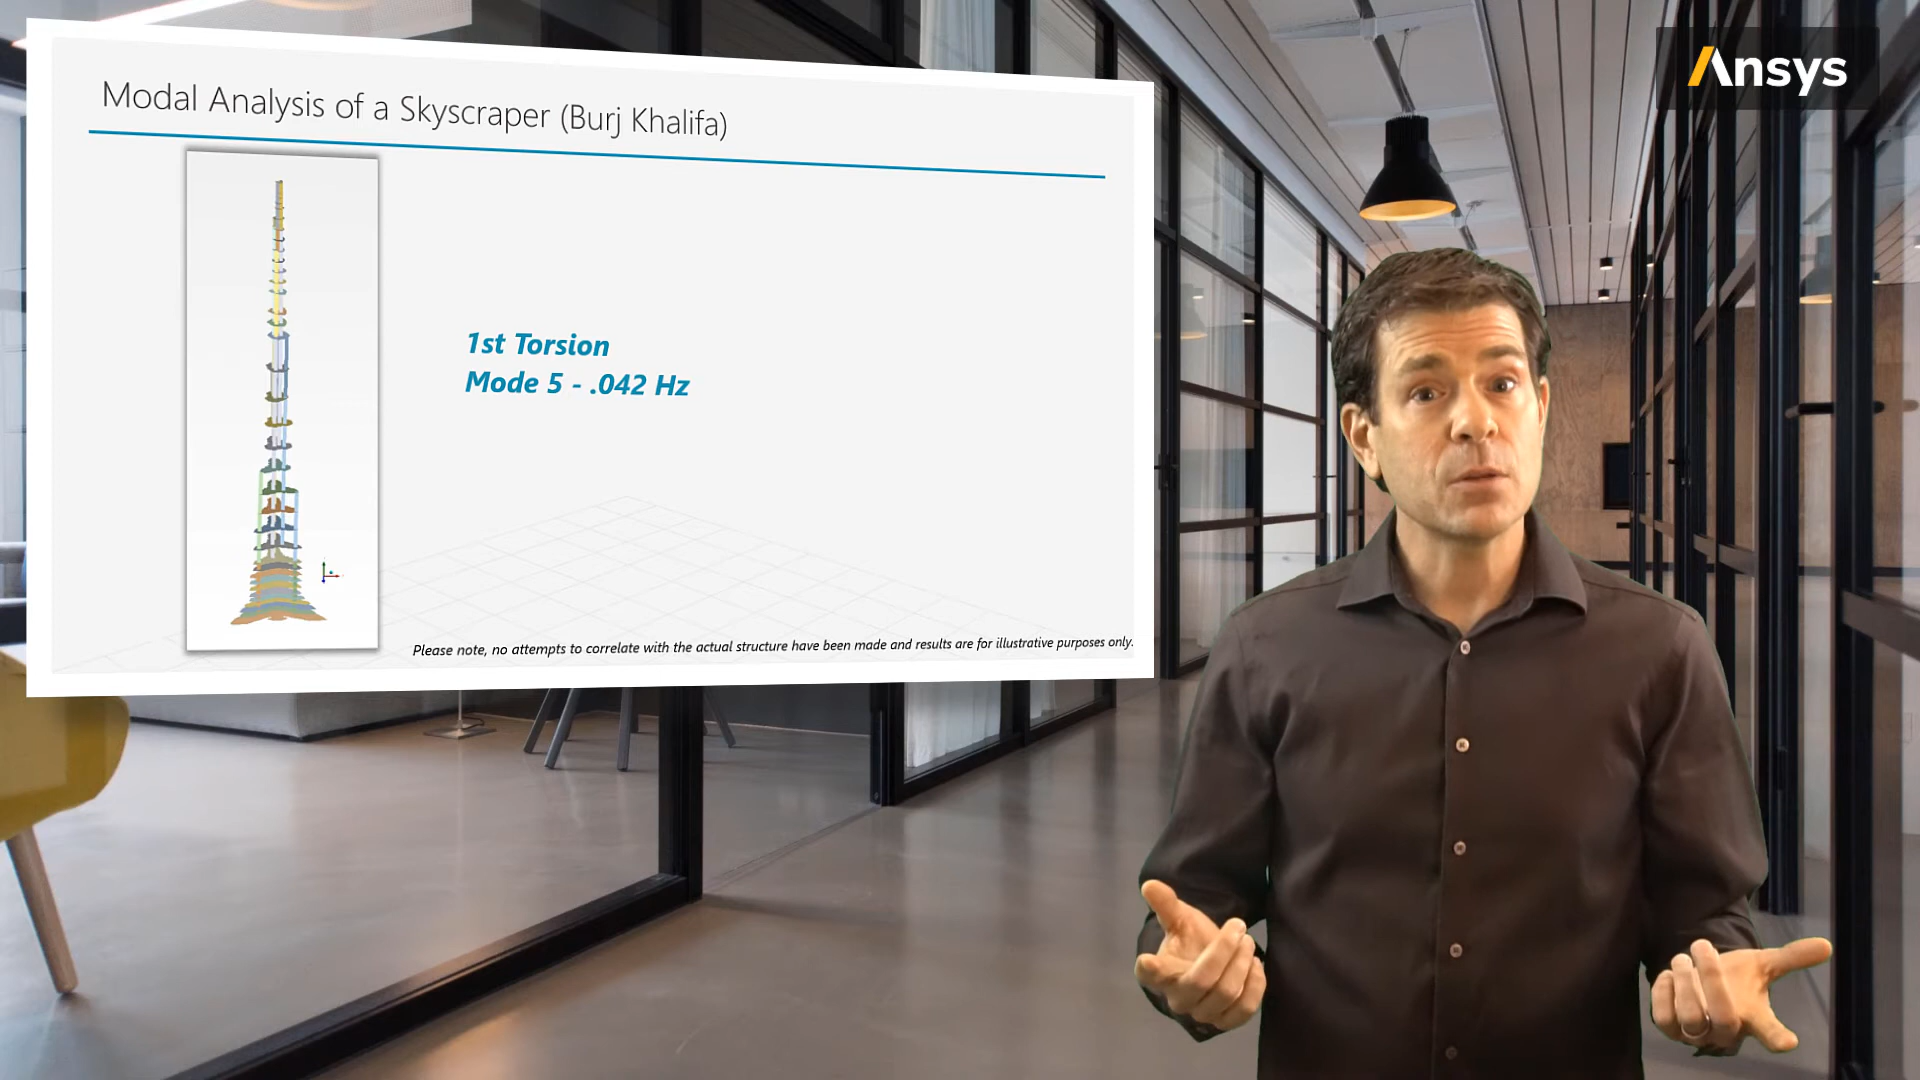 Modal Analysis of a Skyscraper (Burj Khalifa)
Ansys
1st Torsion
Mode 5 - .042 Hz
Please note, no attempts to correlate with the actual structure have been made and results are for illustrative purposes only.